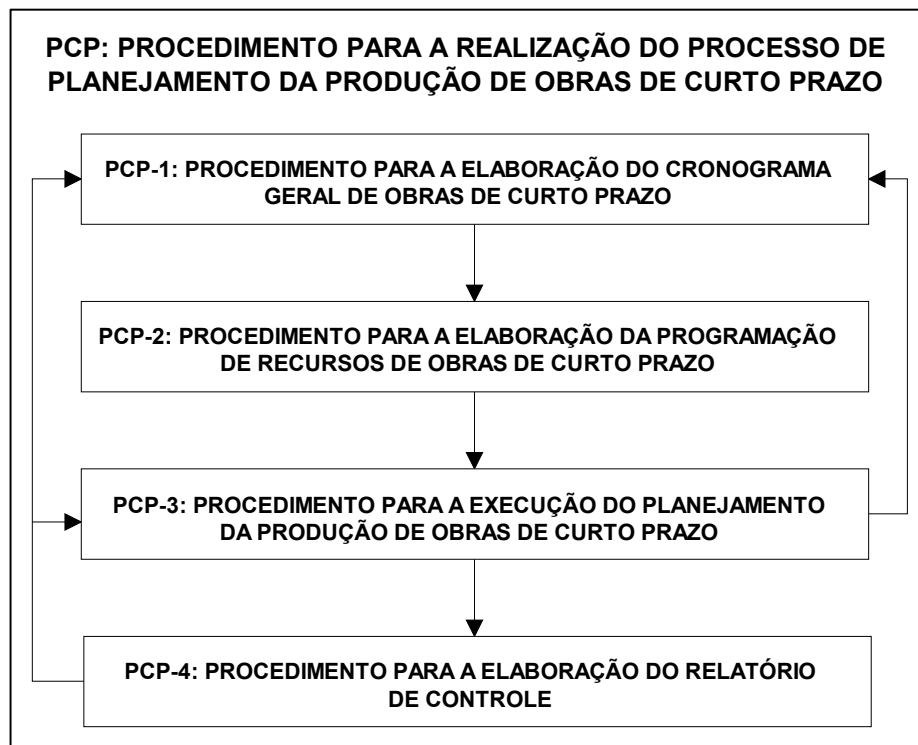 PCP: PROCEDIMENTO PARA A REALIZAÇÃO DO PROCESSO DE
PLANEJAMENTO DA PRODUÇÃO DE OBRAS DE CURTO PRAZO
PCP-1: PROCEDIMENTO PARA A ELABORAÇÃO DO CRONOGRAMA
GERAL DE OBRAS DE CURTO PRAZO
PCP-2: PROCEDIMENTO PARA A ELABORAÇÃO DA PROGRAMAÇÃO
DE RECURSOS DE OBRAS DE CURTO PRAZO
PCP-3: PROCEDIMENTO PARA A EXECUÇÃO DO PLANEJAMENTO
DA PRODUÇÃO DE OBRAS DE CURTO PRAZO
PCP-4: PROCEDIMENTO PARA A ELABORAÇÃO DO RELATÓRIO
DE CONTROLE